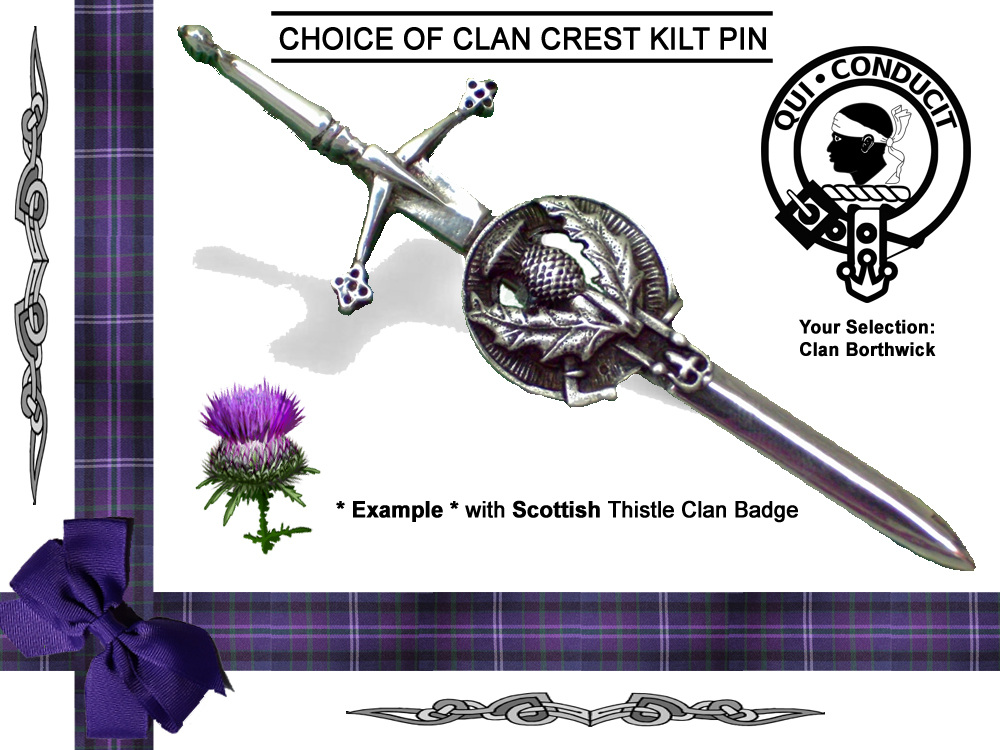 CHOICE OF CLAN CREST KILT PIN
QUI • CONDUCIT
Your Selection:
Clan Borthwick
* Example * with Scottish Thistle Clan Badge